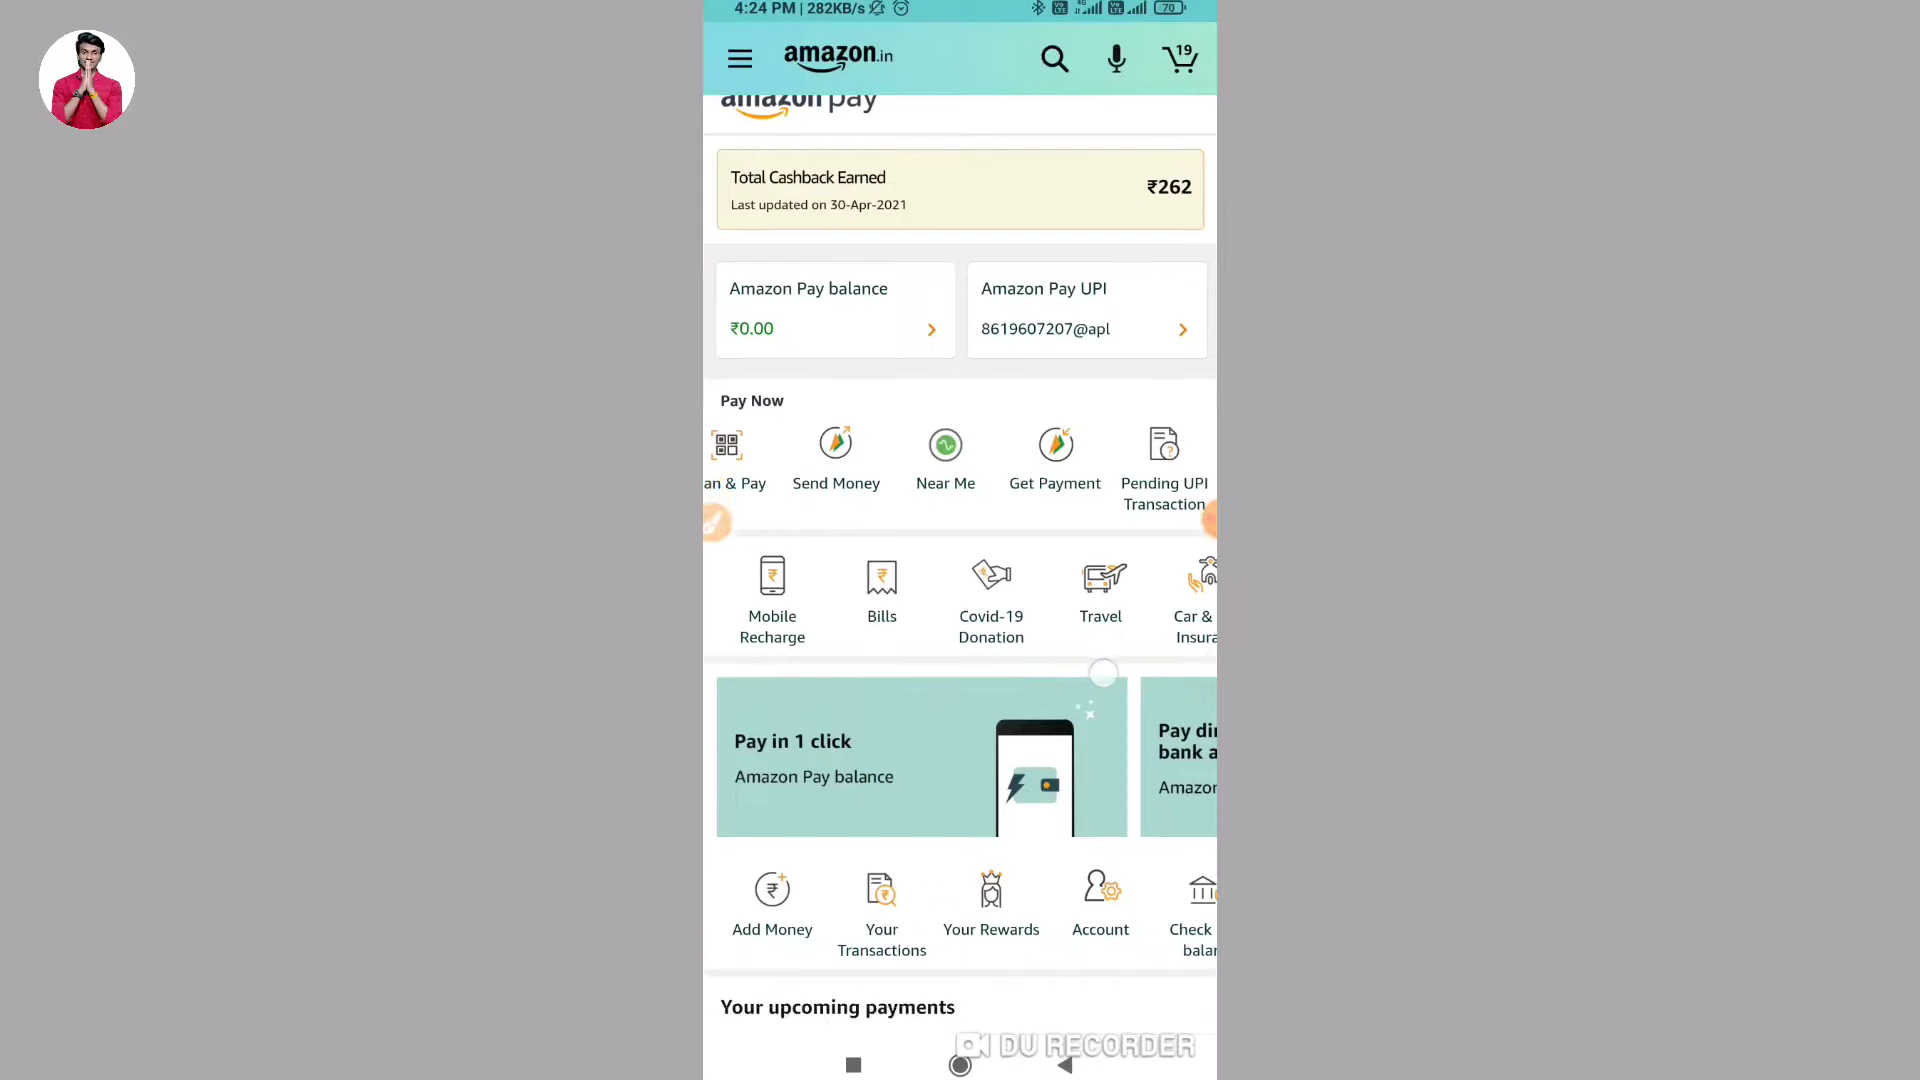 4:24 PM | 282KB/s
70
amazon.in
19
amazon pay
Total Cashback Earned
₹262
Last updated on 30-Apr-2021
Amazon Pay balance
₹0.00
Amazon Pay UPI
8619607207@apl
Pay Now
an & Pay
Send Money
Near Me
Get Payment
Pending UPI
Transaction
Mobile
Recharge
Bills
Covid-19
Donation
Travel
Car &
Insura
Pay in 1 click
Amazon Pay balance
Pay di
bank a
Amazon
Add Money
Your
Transactions
Your Rewards
Account
Check
balan
Your upcoming payments
DU RECORDER